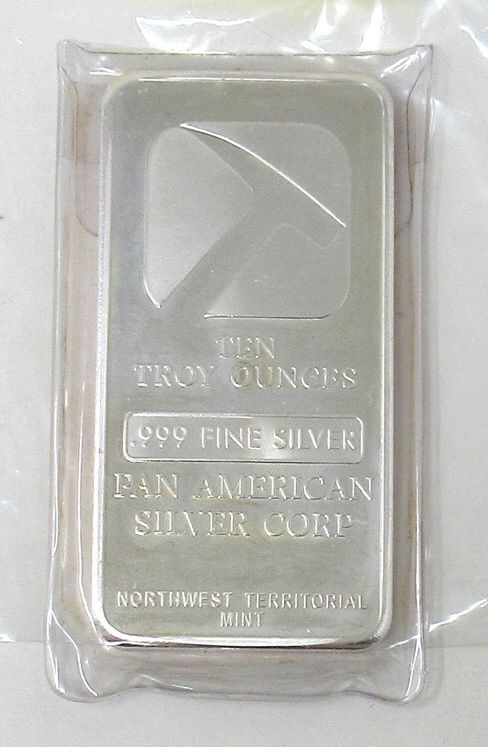 TEN
TROY OUNCES
.999 FINE SILVER
PAN AMERICAN
SILVER CORP
NORTHWEST TERRITORIAL
MINT